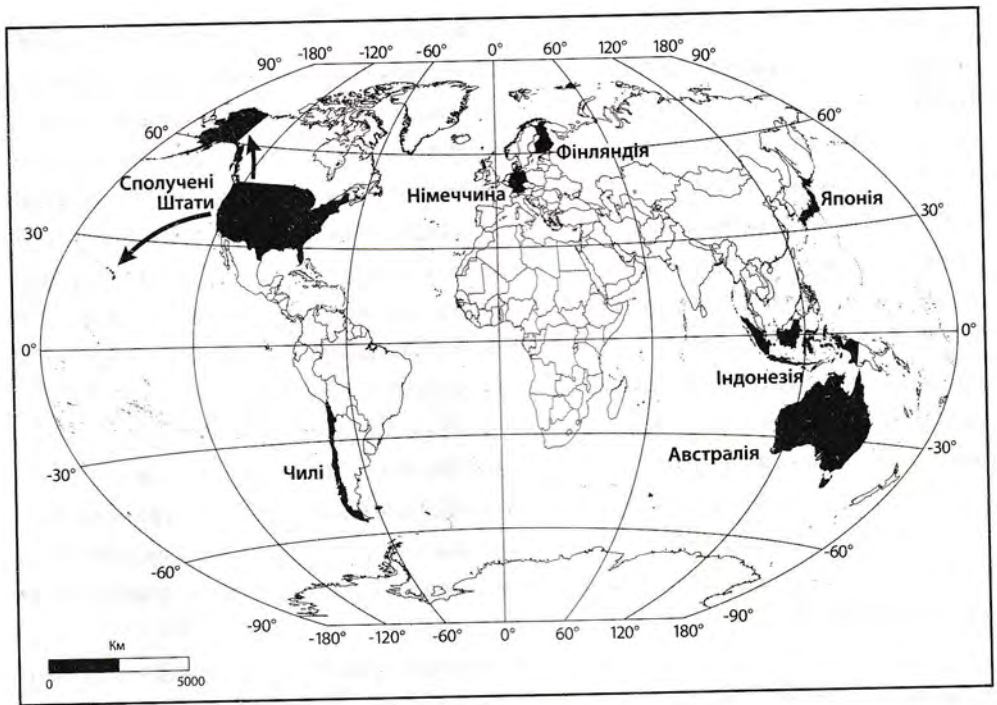 -180° -120° -60° 0° 60° 120° 180°
90° 90°
60° 60°
Фінляндія
Сполучені
Штати
Німеччина
Японія
30° 30°
0° 0°
Індонезія
Австралія
Чилі
-30° -30°
-60° -60°
-90° -90°
-180° -120° -60° 0° 60° 120° 180°
Км
0 5000